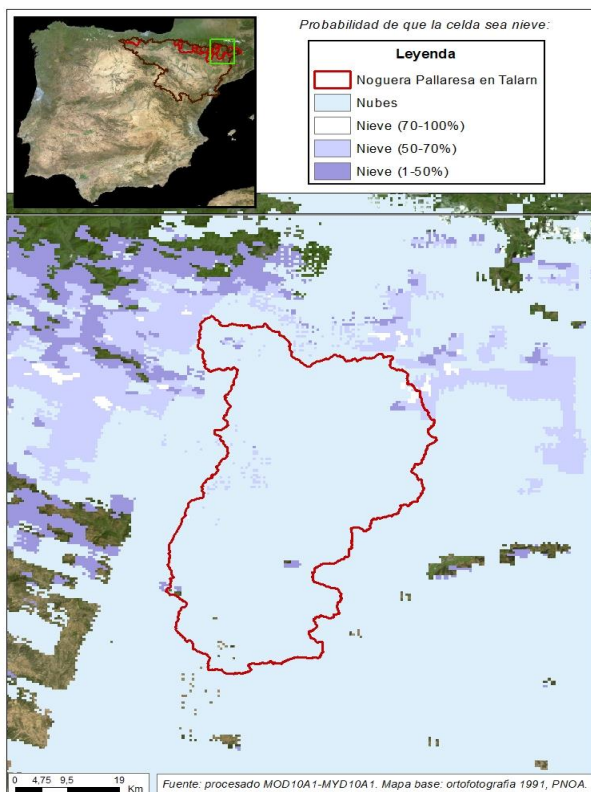 Probabilidad de que la celda sea nieve:
Leyenda
Noguera Pallaresa en Talarn
Nubes
Nieve (70-100%)
Nieve (50-70%)
Nieve (1-50%)
0 4,75 9,5 19
Km
Fuente: procesado MOD10A1-MYD10A1. Mapa base: ortofotografía 1991, PNOA.